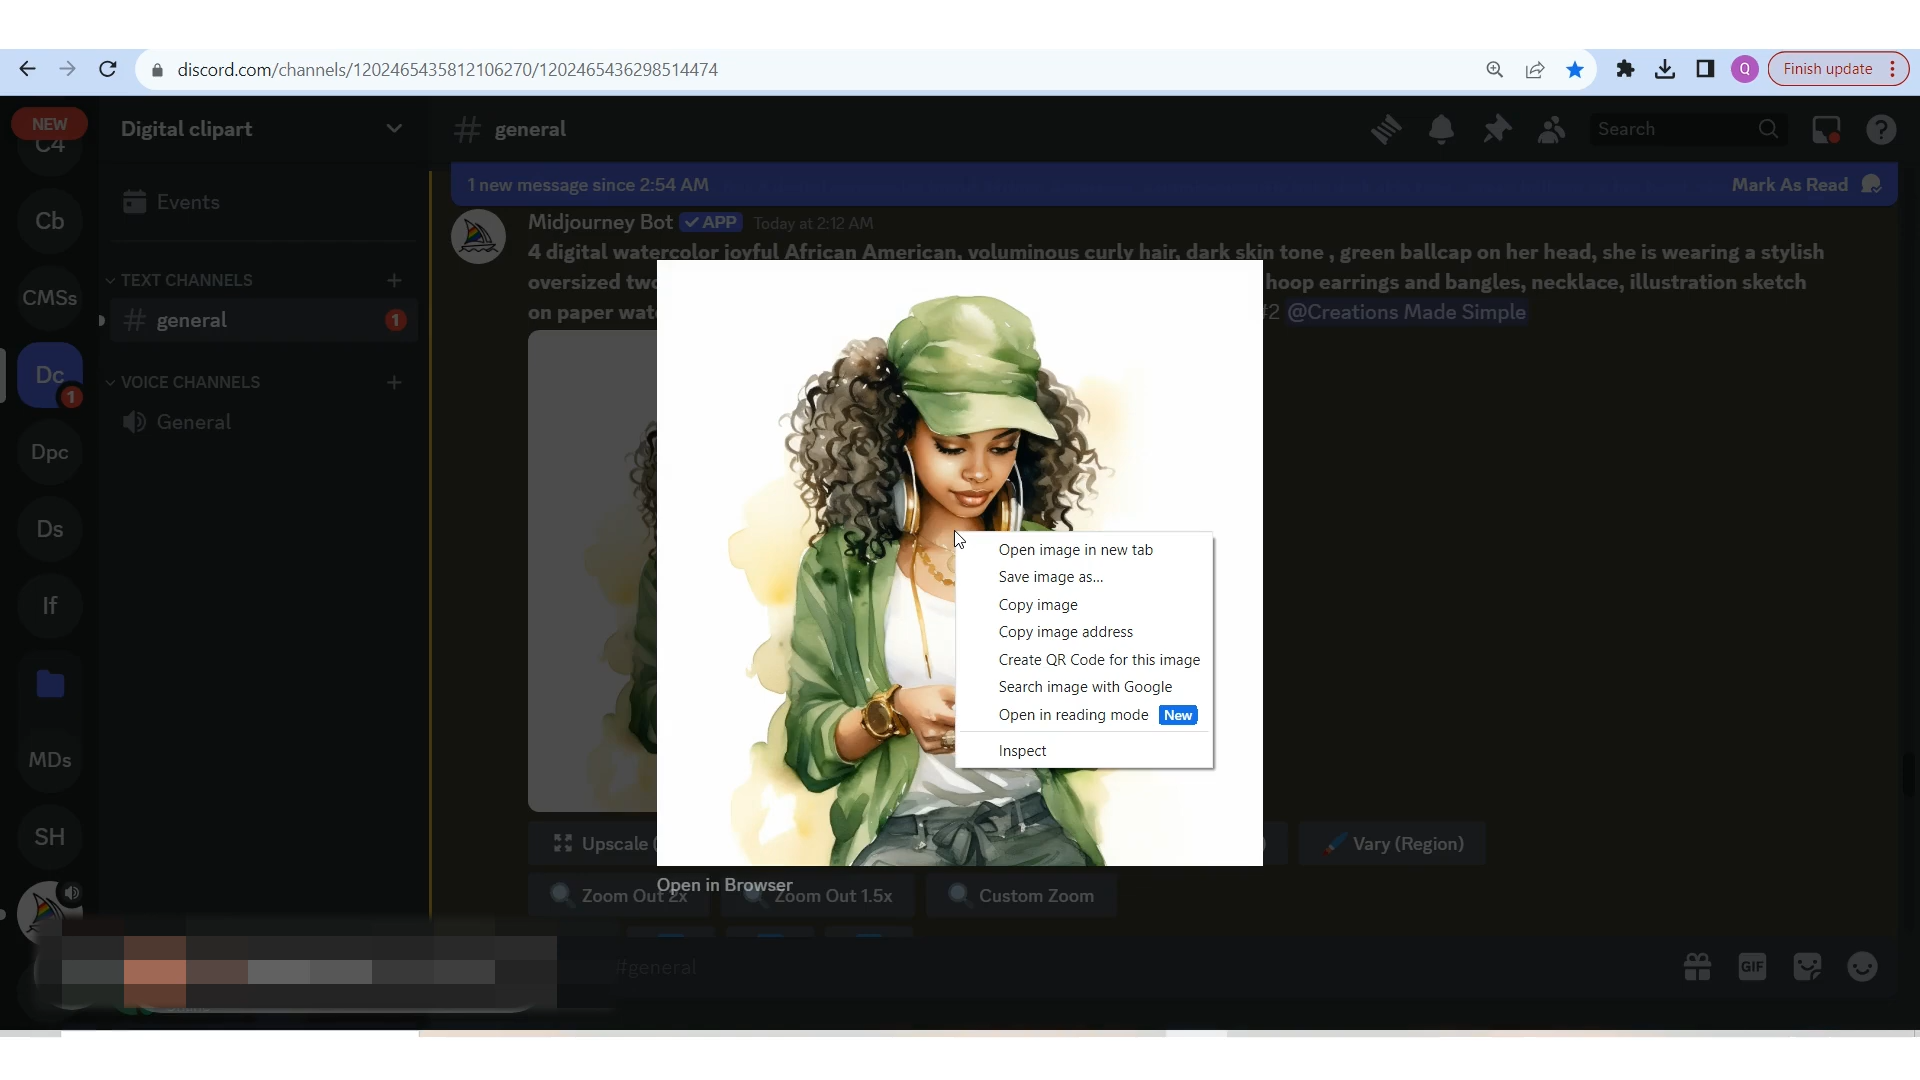 discord.com/channels/1202465435812106270/1202465436298514474
Q
Finish update
NEW
C4
Digital clipart
general
Search
1 new message since 2:54 AM
Mark As Read
Cb
Events
Midjourney Bot APP Today at 2:12 AM
4 digital watercolor joyful African American, voluminous curly hair, dark skin tone , green ballcap on her head, she is wearing a stylish
oversized two
hoop earrings and bangles, necklace, illustration sketch
on paper wat
#2 @Creations Made Simple
TEXT CHANNELS
CMSs
general
1
Dc
1
VOICE CHANNELS
General
Dpc
Ds
If
MDs
SH
Open image in new tab
Save image as...
Copy image
Copy image address
Create QR Code for this image
Search image with Google
Open in reading mode New
Inspect
Upscale (
)
Vary (Region)
Open in Browser
Zoom Out 2x
Zoom Out 1.5x
Custom Zoom
#general
GIF